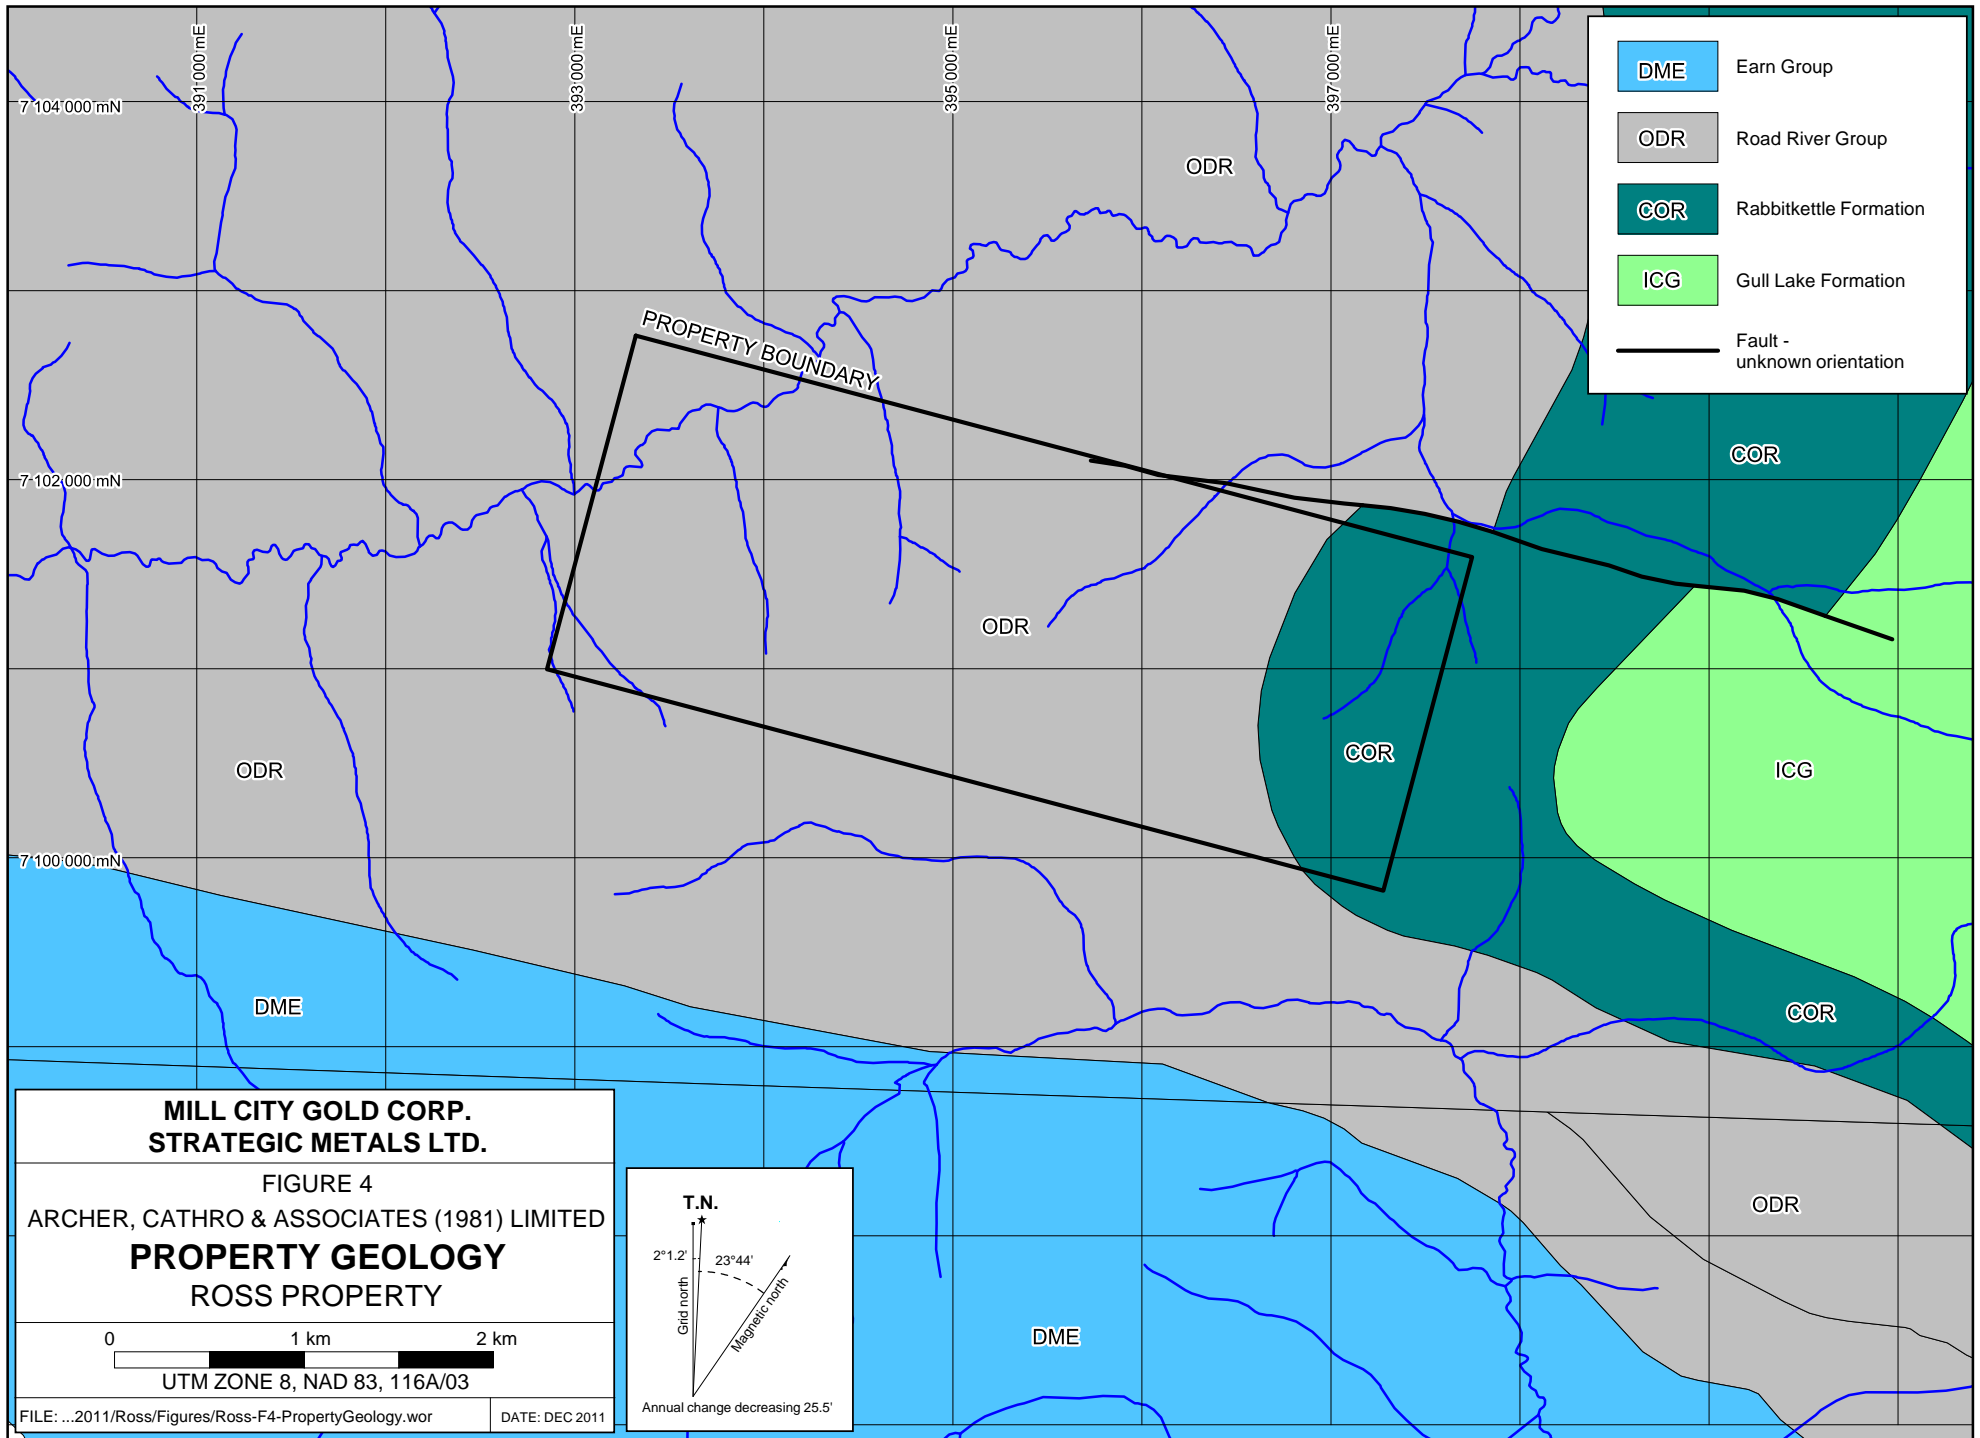 391 000 mE
393 000 mE
395 000 mE
397 000 mE
7 104 000 mN
7 102 000 mN
7 100 000 mN
DME Earn Group
ODR Road River Group
COR Rabbitkettle Formation
ICG Gull Lake Formation
Fault -
unknown orientation
ODR
PROPERTY BOUNDARY
COR
ODR
COR
ODR
ICG
DME
COR
ODR
DME
MILL CITY GOLD CORP.
STRATEGIC METALS LTD.
FIGURE 4
ARCHER, CATHRO & ASSOCIATES (1981) LIMITED
PROPERTY GEOLOGY
ROSS PROPERTY
0 1 km 2 km
UTM ZONE 8, NAD 83, 116A/03
FILE: ...2011/Ross/Figures/Ross-F4-PropertyGeology.wor
DATE: DEC 2011
T.N.
2°1.2'
23°44'
Grid north
Magnetic north
Annual change decreasing 25.5'